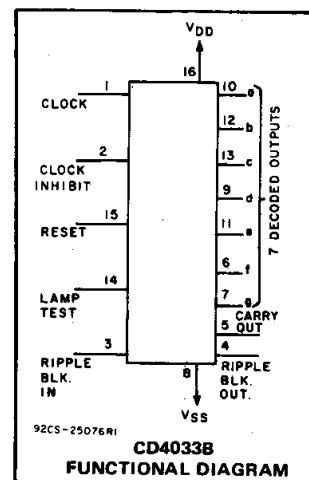 VDD
16
1
CLOCK
10 a
12 b
2
CLOCK
INHIBIT
13 c
9 d
15
RESET
11 e
14
LAMP
TEST
6 f
7 g
7 DECODED OUTPUTS
CARRY
OUT
5
3
RIPPLE
BLK.
IN
4
RIPPLE
BLK.
OUT.
8
VSS
92CS-25076R1
CD4033B
FUNCTIONAL DIAGRAM